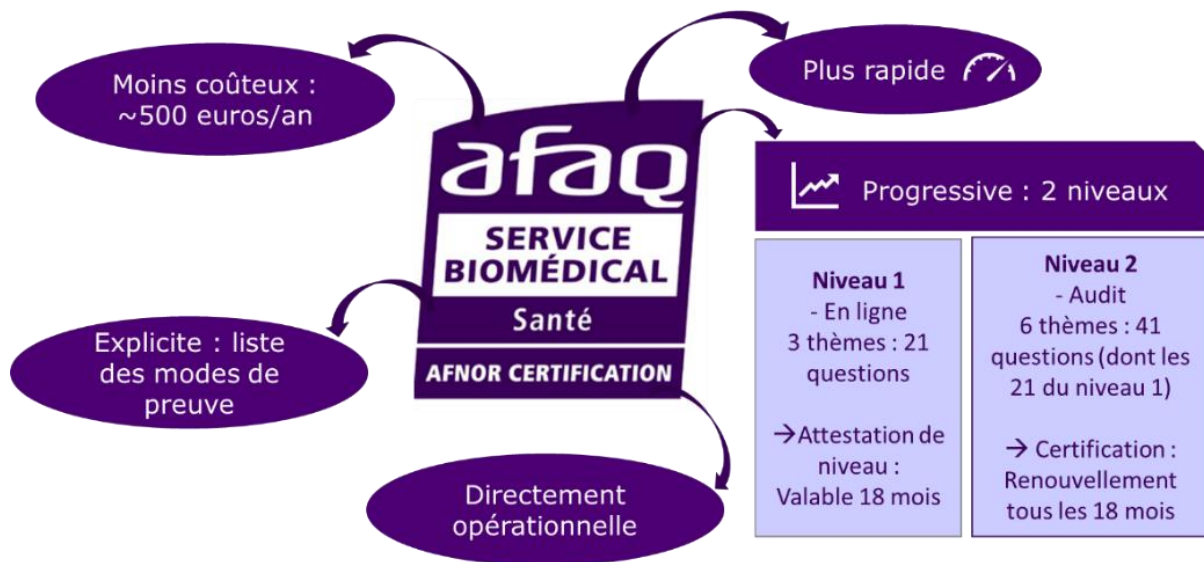 Moins coûteux :
~500 euros/an
Plus rapide
afaq
SERVICE
BIOMÉDICAL
Santé
AFNOR CERTIFICATION
Progressive : 2 niveaux
Niveau 1
- En ligne
3 thèmes : 21
questions
→Attestation de
niveau :
Valable 18 mois
Niveau 2
- Audit
6 thèmes : 41
questions (dont les
21 du niveau 1)
→ Certification :
Renouvellement
tous les 18 mois
Explicite : liste
des modes de
preuve
Directement
opérationnelle